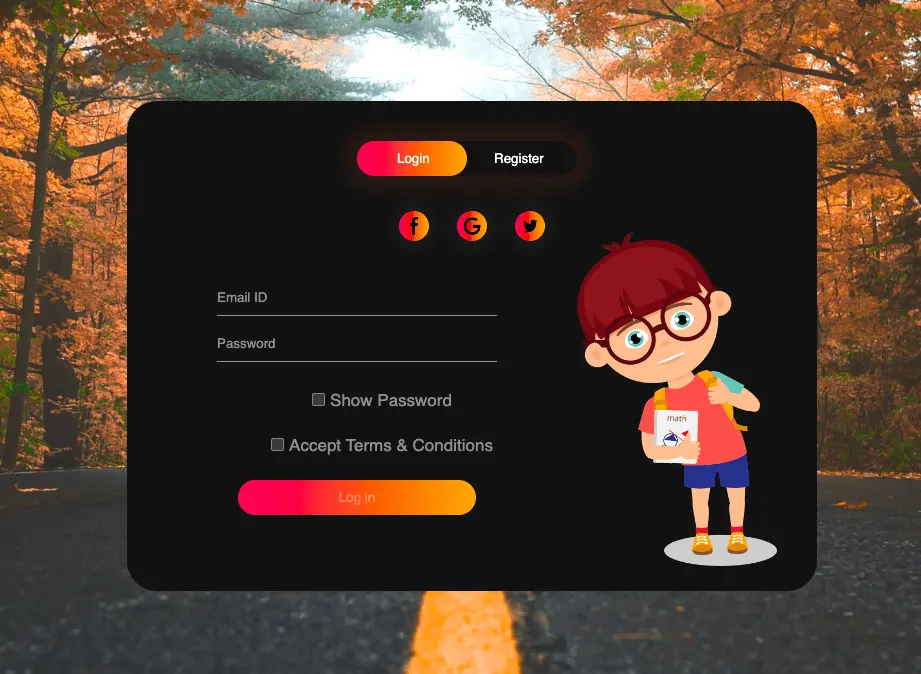 Login
Register
Email ID
Password
Show Password
Accept Terms & Conditions
Log in
math